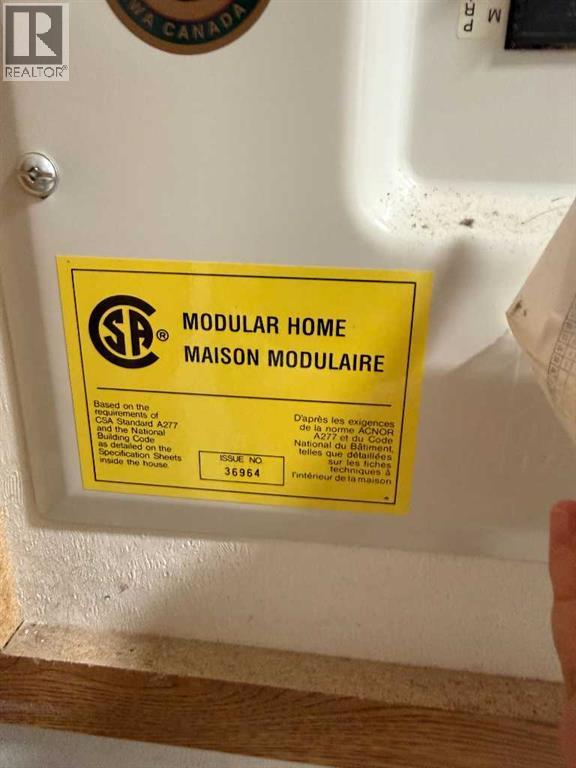 WA CANADA
M
P
R
REALTOR®
CSA®
MODULAR HOME
MAISON MODULAIRE
Based on the
requirements of
CSA Standard A277
and the National
Building Code
as detailed on the
Specification Sheets
inside the house.
ISSUE NO.
36964
D'après les exigences
de la norme ACNOR
A277 et du Code
National du Bâtiment,
telles que détaillées
sur les fiches
techniques à
l'intérieur de la maison